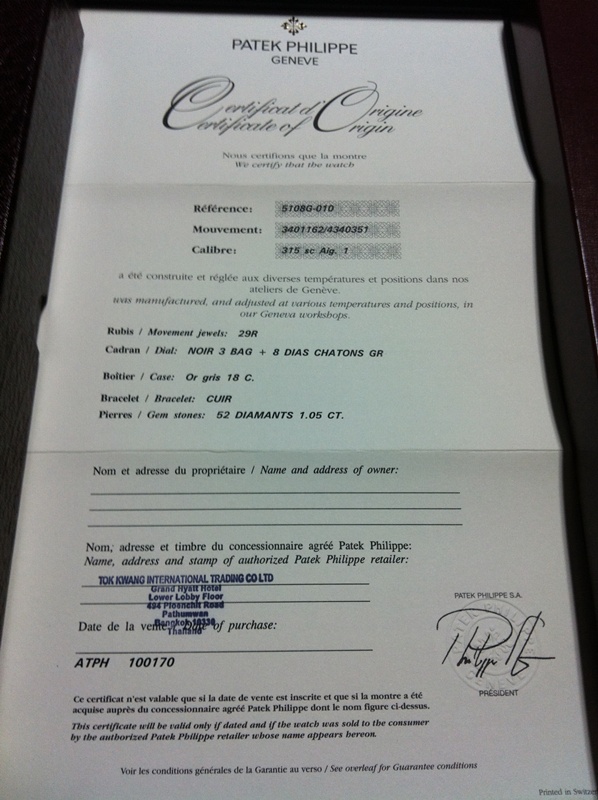 PATEK PHILIPPE
GENEVE
Certificat d'Origine
Certificate of Origin
Nous certifions que la montre
We certify that the watch
Référence: 5108G-010
Mouvement: 3401162/4340351
Calibre: 315 sc Alg. 1
a été construite et réglée aux diverses températures et positions dans nos
ateliers de Genève.
was manufactured, and adjusted at various temperatures and positions, in
our Geneva workshops.
Rubis / Movement jewels: 29R
Cadran / Dial: NOIR 3 BAG + 8 DIAS CHATONS GR
Boîtier / Case: Or gris 18 C.
Bracelet / Bracelet: CUIR
Pierres / Gem stones: 52 DIAMANTS 1.05 CT.
Nom et adresse du propriétaire / Name and address of owner:
Nom, adresse et timbre du concessionnaire agréé Patek Philippe:
Name, address and stamp of authorized Patek Philippe retailer:
TOK KWANG INTERNATIONAL TRADING CO LTD
Grand Hyatt Hotel
Lower Lobby Floor
494 Ploenchit Road
Pathumwan
Bangkok 10330
Thailand
Date de la vente / Date of purchase:
ATPH 100170
PATEK PHILIPPE S.A.
PRÉSIDENT
Ce certificat n'est valable que si la date de vente est inscrite et que si la montre a été
acquise auprès du concessionnaire agréé Patek Philippe dont le nom figure ci-dessus.
This certificate will be valid only if dated and if the watch was sold to the consumer
by the authorized Patek Philippe retailer whose name appears hereon.
Voir les conditions générales de la Garantie au verso / See overleaf for Guarantee conditions
Printed in Switzer